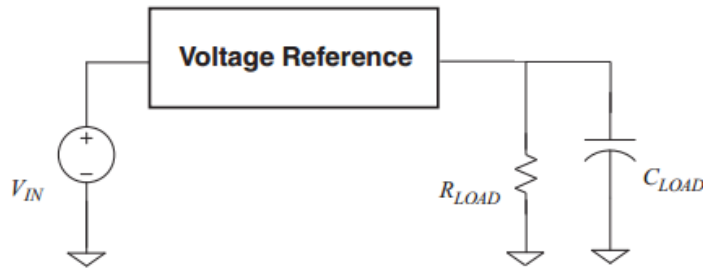 Voltage Reference
+
−
V_IN
R_LOAD
C_LOAD